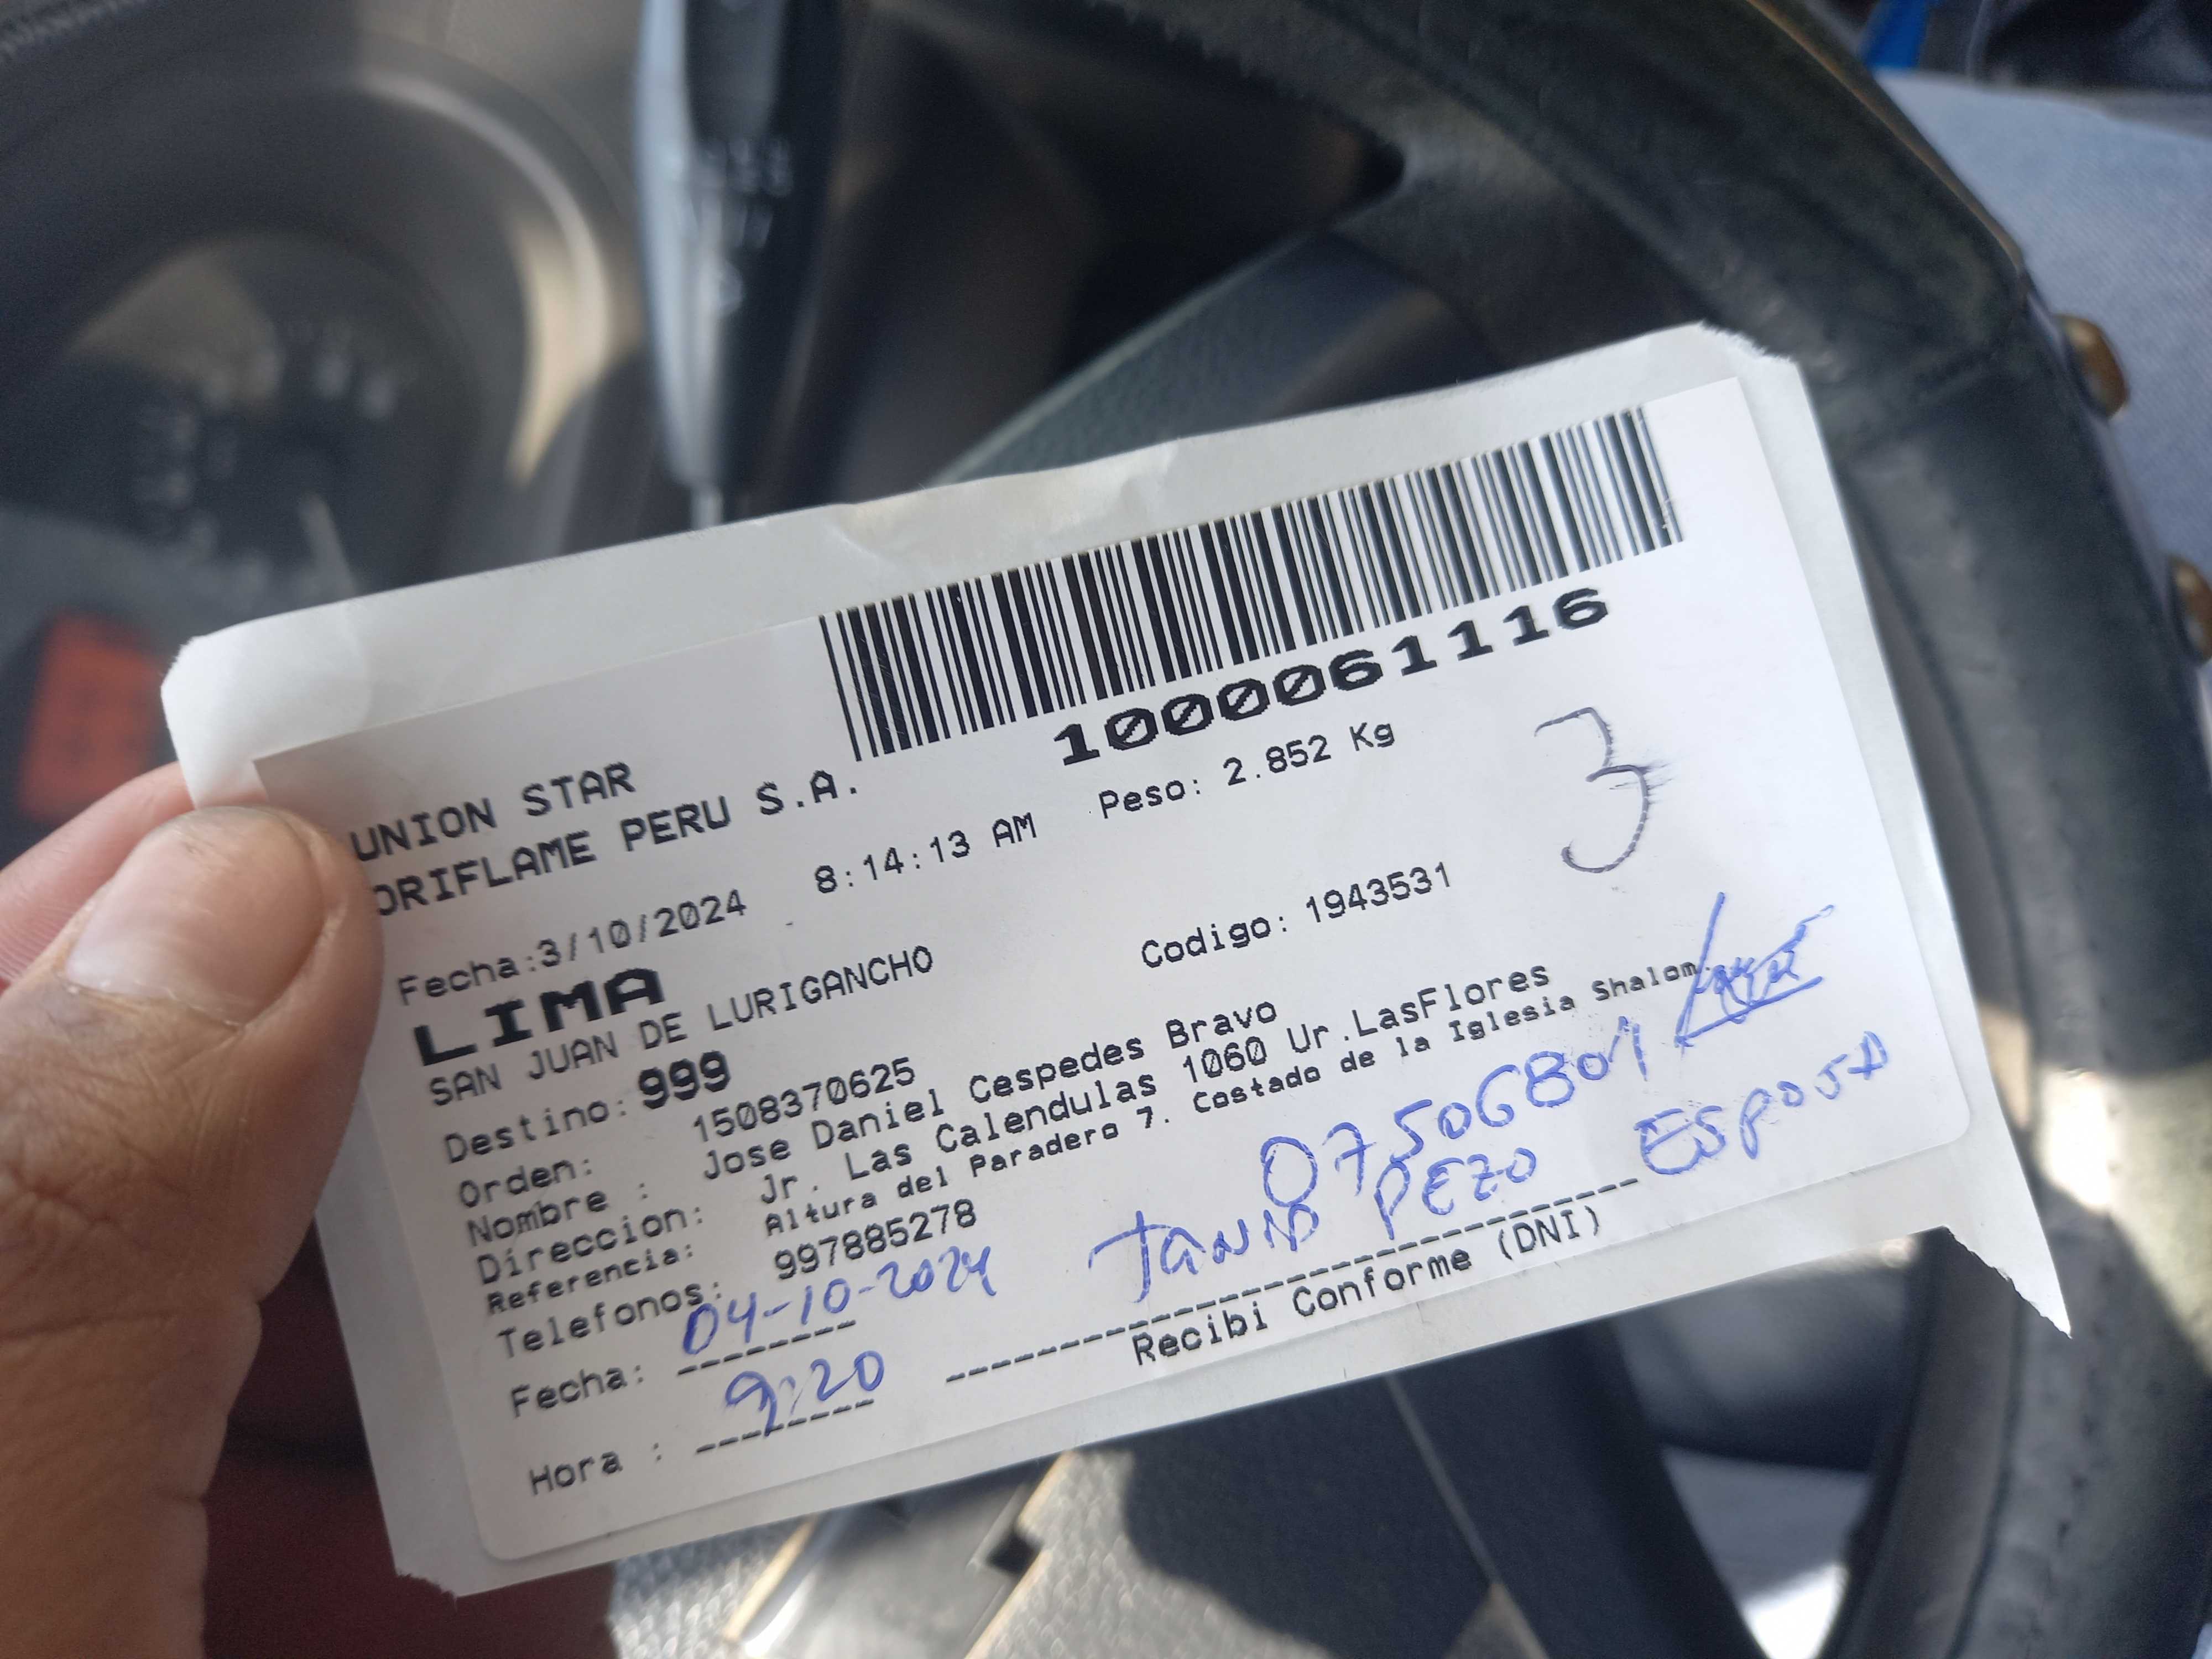 1000061116
UNION STAR
ORIFLAME PERU S.A.
Fecha:3/10/2024 8:14:13 AM Peso: 2.852 Kg
3
LIMA
SAN JUAN DE LURIGANCHO Codigo: 1943531
Destino: 999
Orden: 1508370625
Nombre : Jose Daniel Cespedes Bravo
Direccion: Jr. Las Calendulas 1060 Ur.LasFlores
Referencia: Altura del Paradero 7. Costado de la Iglesia Shalom.
Telefonos: 997885278
07506801
Fecha: 04-10-2024
PEZO ESPOSA
Hora : 9:20
Recibi Conforme (DNI)